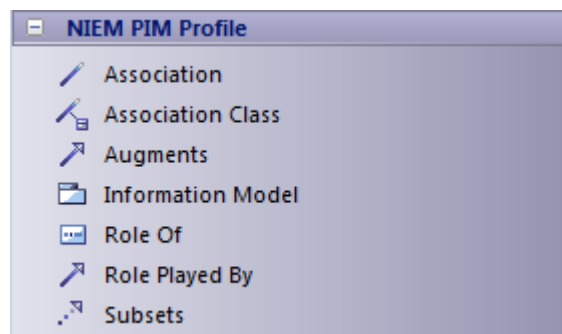 NIEM PIM Profile
Association
Association Class
Augments
Information Model
Role Of
Role Played By
Subsets